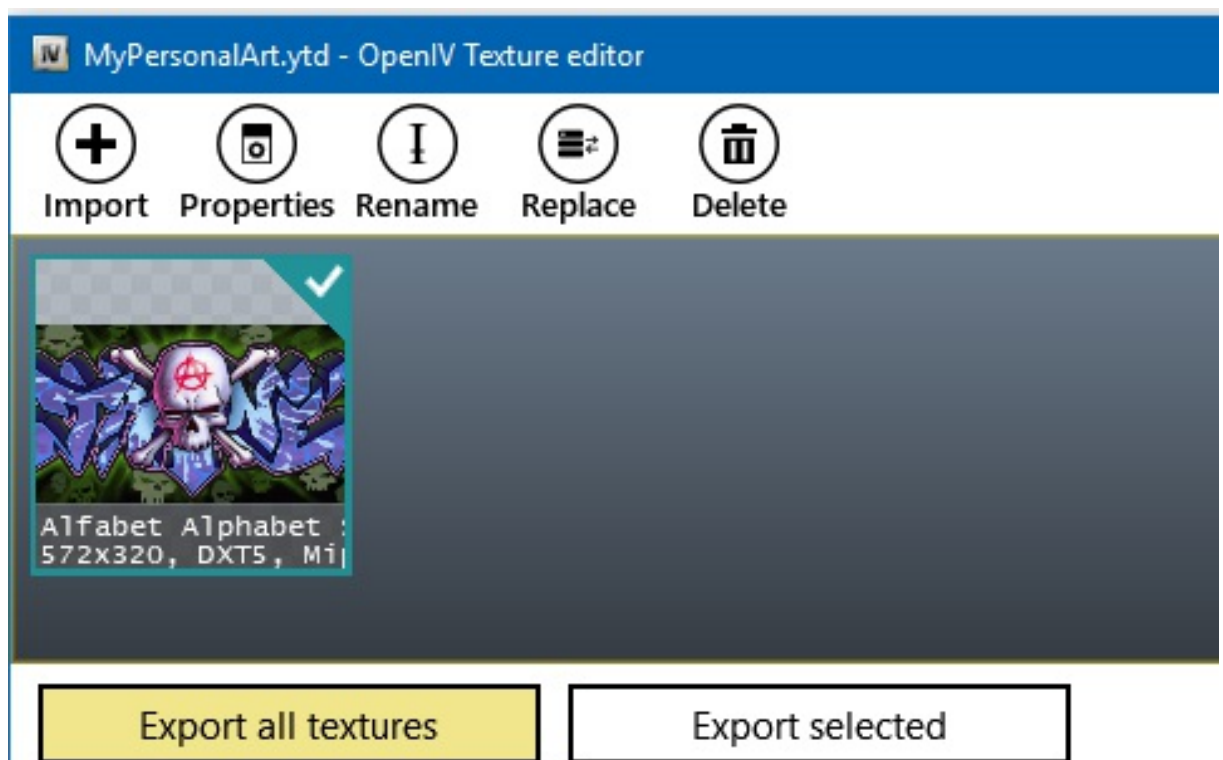 IV MyPersonalArt.ytd - OpenIV Texture editor
Import Properties Rename Replace Delete
Alfabet Alphabet
572x320, DXT5,
Export all textures
Export selected